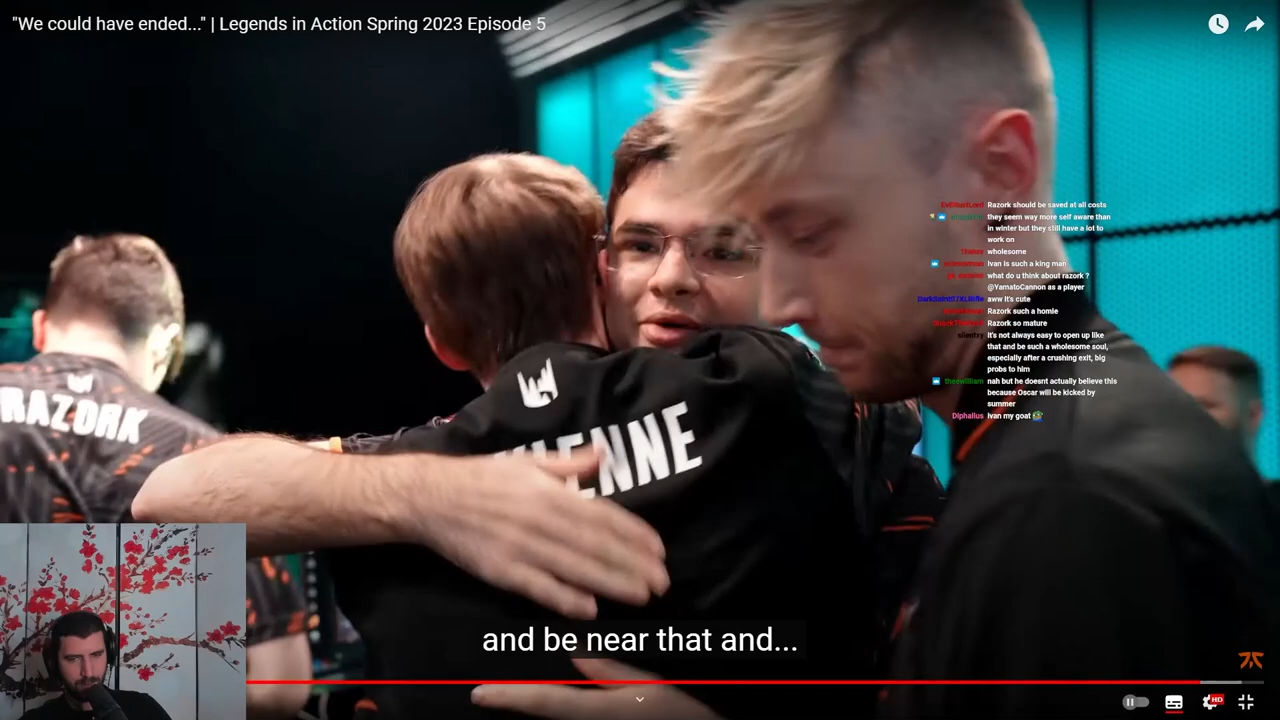 "We could have ended..." | Legends in Action Spring 2023 Episode 5
Razork should be saved at all costs
they seem way more self aware than
in winter but they still have a lot to
work on
wholesome
Ivan is such a king man
what do u think about razork ?
@YamatoCannon as a player
aww it's cute
Razork such a homie
Razork so mature
it's not always easy to open up like
that and be such a wholesome soul,
especially after a crushing exit, big
probs to him
theewilliam nah but he doesnt actually believe this
because Oscar will be kicked by
summer
Diphallus Ivan my goat
RAZORK
ENNE
and be near that and...
HD